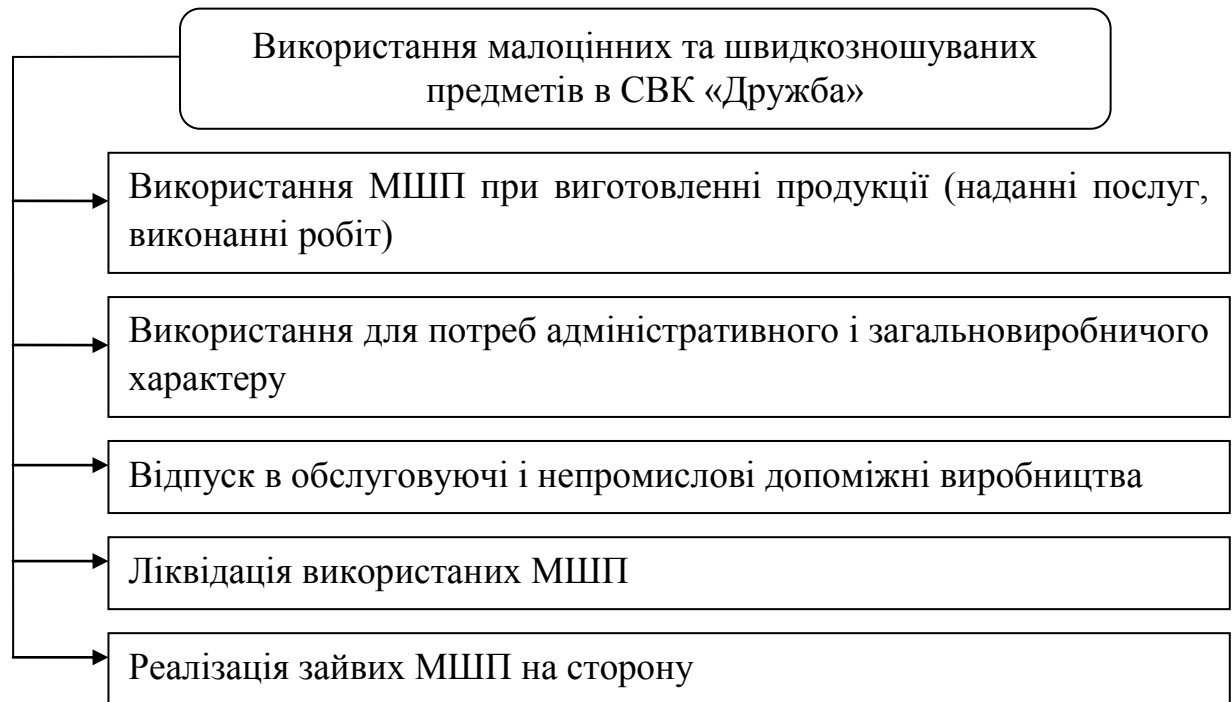 Використання малоцінних та швидкозношуваних
предметів в СВК «Дружба»
Використання МШП при виготовленні продукції (наданні послуг,
виконанні робіт)
Використання для потреб адміністративного і загальновиробничого
характеру
Відпуск в обслуговуючі і непромислові допоміжні виробництва
Ліквідація використаних МШП
Реалізація зайвих МШП на сторону